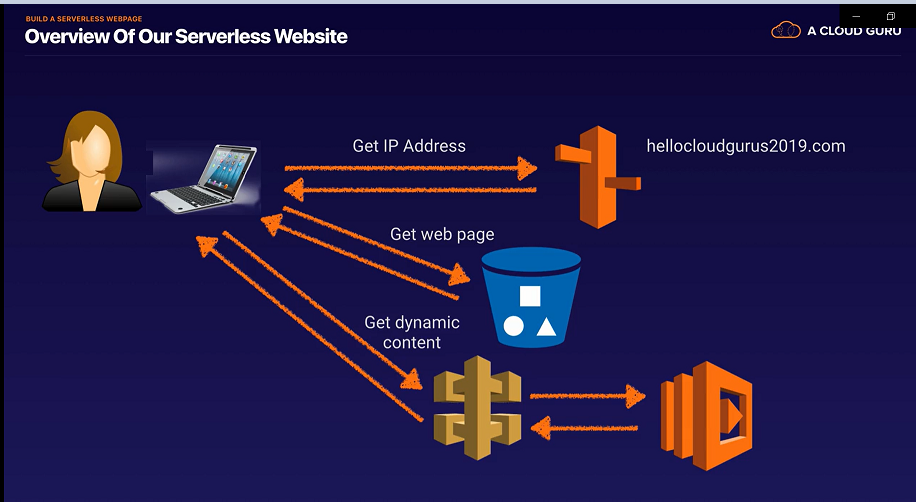 BUILD A SERVERLESS WEBPAGE
Overview Of Our Serverless Website
A CLOUD GURU
Get IP Address
hellocloudgurus2019.com
Get web page
Get dynamic
content